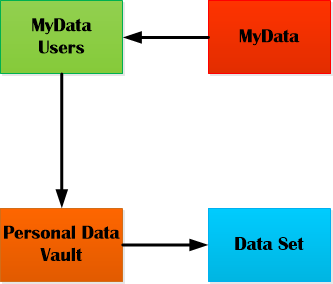 MyData
Users
MyData
Personal Data
Vault
Data Set